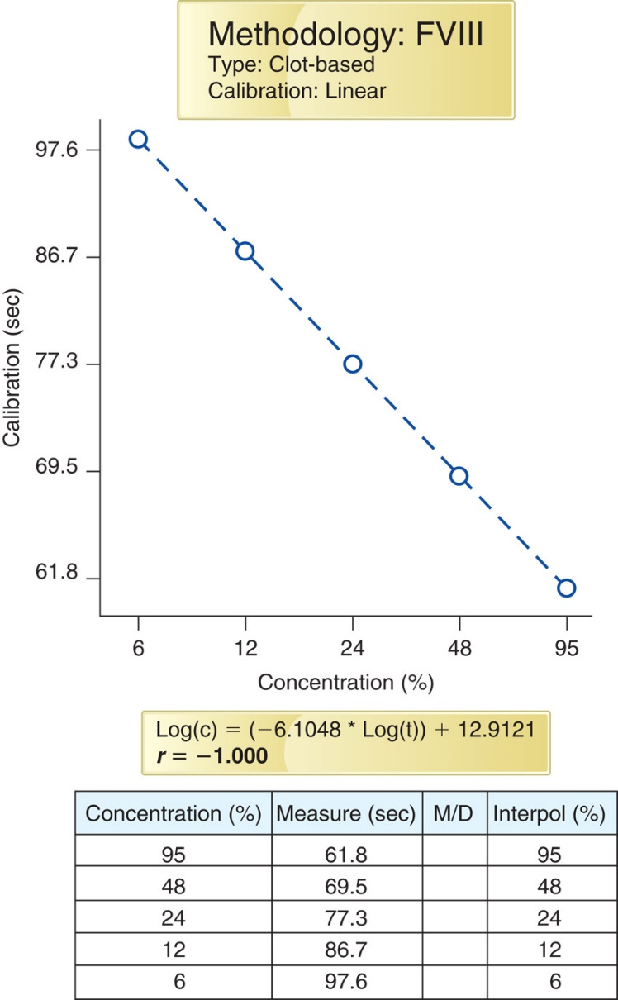 Methodology: FVIII
Type: Clot-based
Calibration: Linear
97.6
86.7
77.3
69.5
61.8
Calibration (sec)
6 12 24 48 95
Concentration (%)
Log(c) = (−6.1048 * Log(t)) + 12.9121
r = −1.000
Concentration (%) Measure (sec) M/D Interpol (%)
95 61.8 95
48 69.5 48
24 77.3 24
12 86.7 12
6 97.6 6